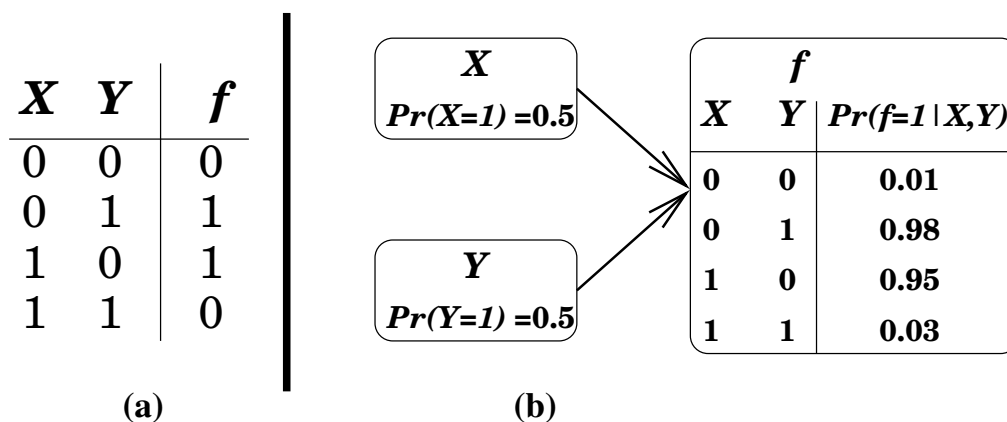 X Y f
0 0 0
0 1 1
1 0 1
1 1 0
(a)
X
Pr(X=1) =0.5
Y
Pr(Y=1) =0.5
f
X Y Pr(f=1|X,Y)
0 0 0.01
0 1 0.98
1 0 0.95
1 1 0.03
(b)